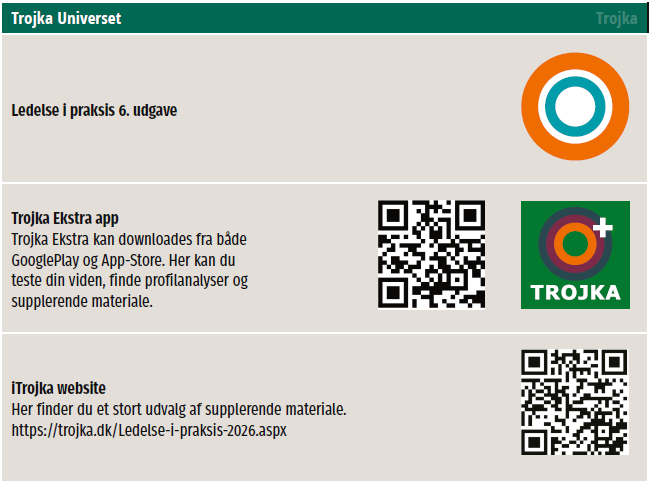 Trojka Universet
Trojka
Ledelse i praksis 6. udgave
Trojka Ekstra app
Trojka Ekstra kan downloades fra både
GooglePlay og App-Store. Her kan du
teste din viden, finde profilanalyser og
supplerende materiale.
TROJKA
iTrojka website
Her finder du et stort udvalg af supplerende materiale.
https://trojka.dk/Ledelse-i-praksis-2026.aspx